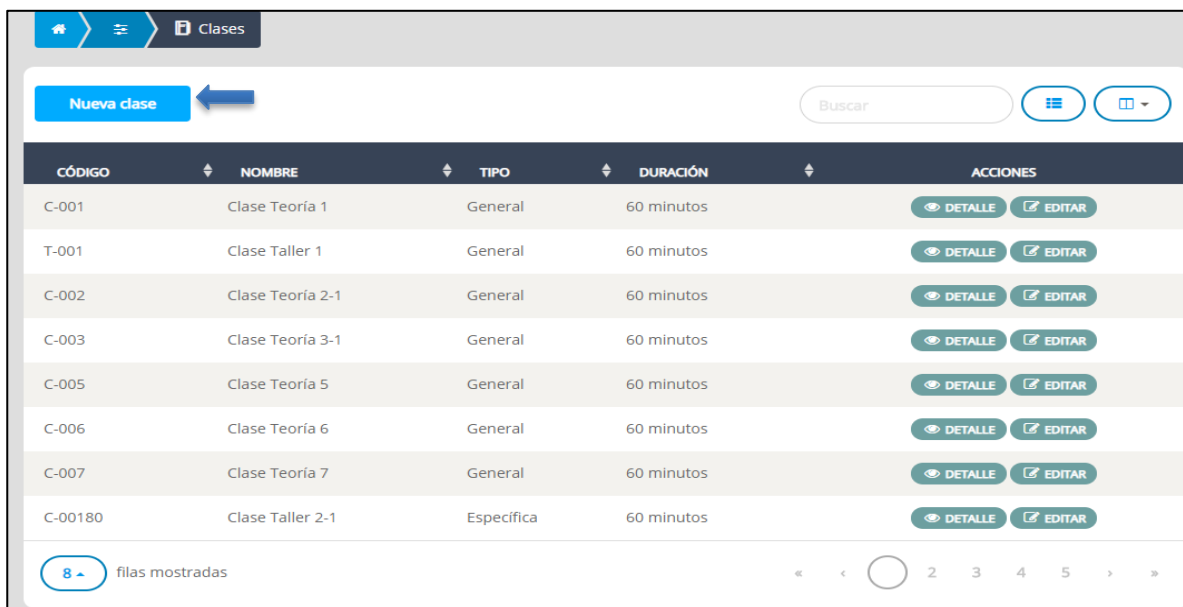 Clases
Nueva clase
Buscar
CÓDIGO NOMBRE TIPO DURACIÓN ACCIONES
C-001 Clase Teoría 1 General 60 minutos DETALLE EDITAR
T-001 Clase Taller 1 General 60 minutos DETALLE EDITAR
C-002 Clase Teoría 2-1 General 60 minutos DETALLE EDITAR
C-003 Clase Teoría 3-1 General 60 minutos DETALLE EDITAR
C-005 Clase Teoría 5 General 60 minutos DETALLE EDITAR
C-006 Clase Teoría 6 General 60 minutos DETALLE EDITAR
C-007 Clase Teoría 7 General 60 minutos DETALLE EDITAR
C-00180 Clase Taller 2-1 Específica 60 minutos DETALLE EDITAR
8 filas mostradas « ‹ 2 3 4 5 › »